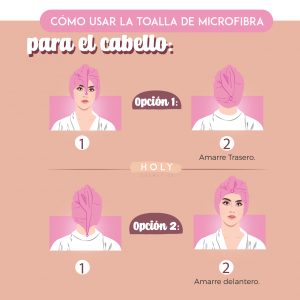 CÓMO USAR LA TOALLA DE MICROFIBRA
para el cabello:
Opción 1:
1
2
Amarre Trasero.
HOLY
Opción 2:
1
2
Amarre delantero.